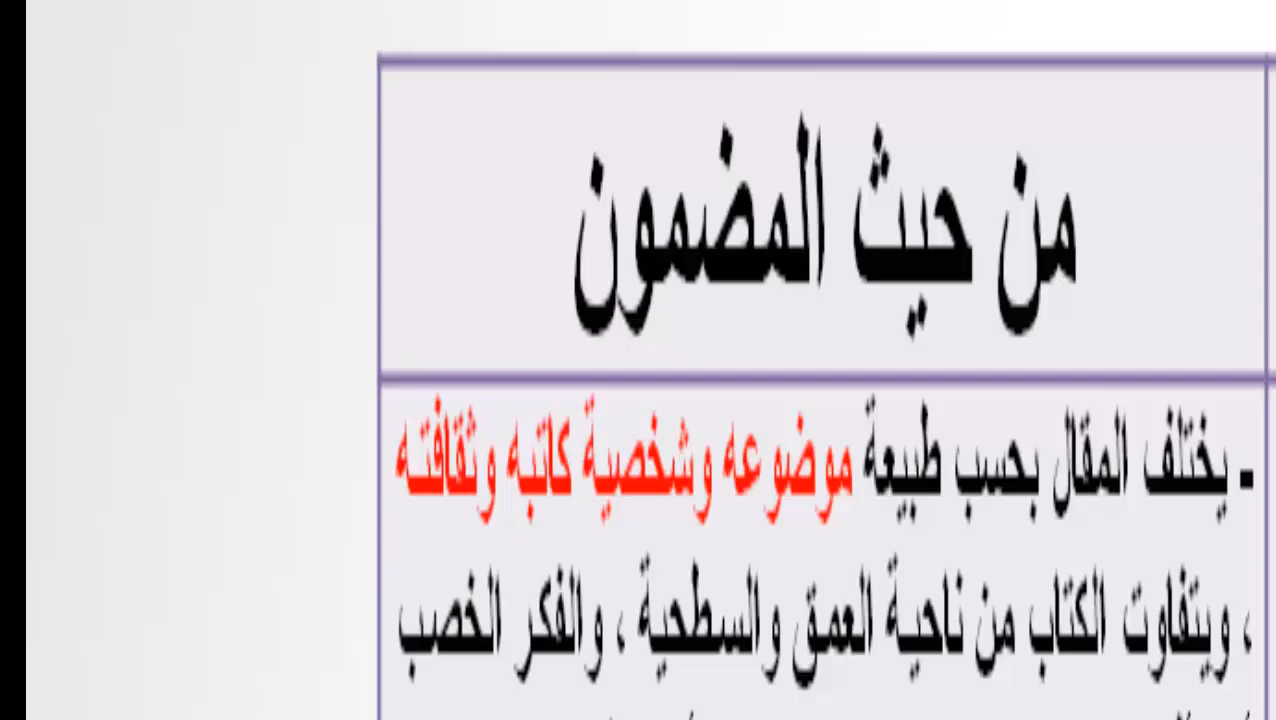 من حيث المضمون
- يختلف المقال بحسب طبيعة موضوعه وشخصية كاتبه وثقافته
، ويتفاوت الكتاب من ناحية العمق والسطحية ، والفكر الخصب